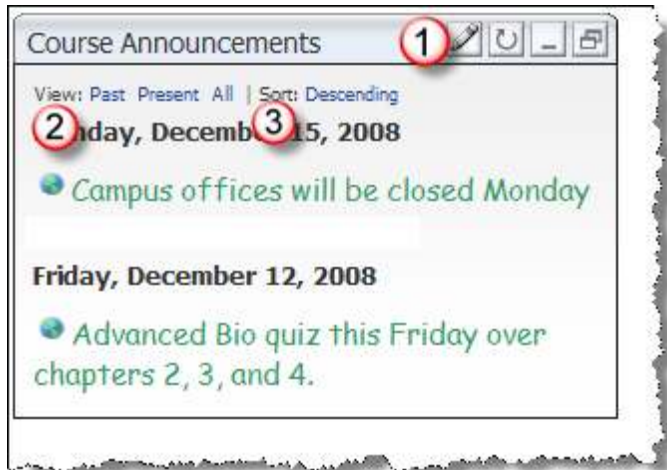 Course Announcements 1
View: Past Present All | Sort: Descending
2 nday, Decemb 3 15, 2008
Campus offices will be closed Monday
Friday, December 12, 2008
Advanced Bio quiz this Friday over
chapters 2, 3, and 4.